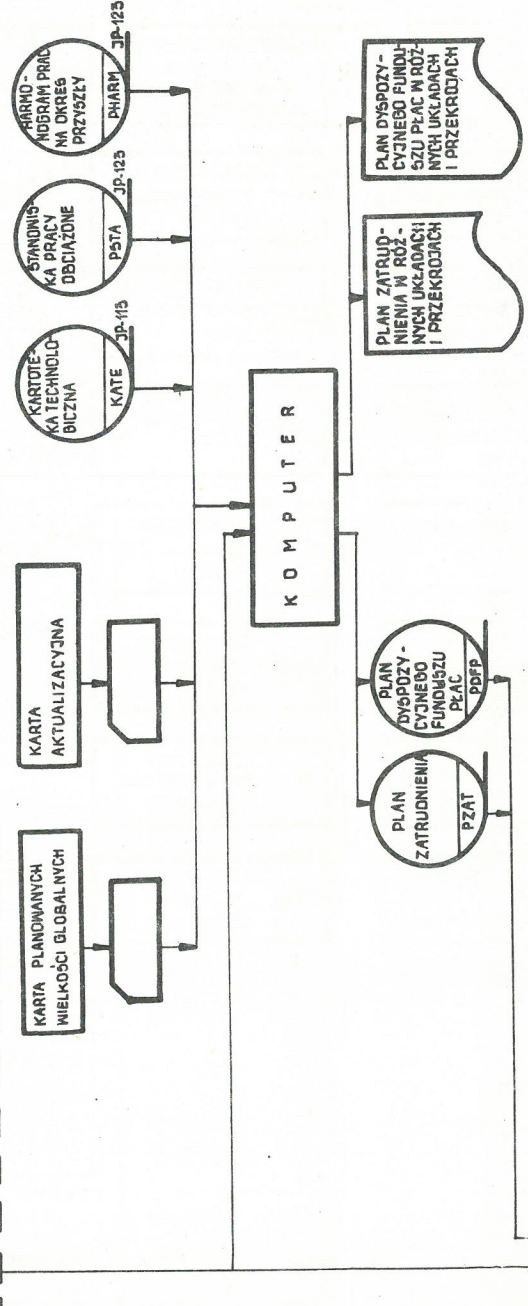 KARTA PLANOWANYCH
WIELKOŚCI GLOBALNYCH
KARTA
AKTUALIZACYJNA
KARTOTE-
KA TECHNOLO-
GICZNA
KATE
JP-113
STANOWIS-
KA PRACY
OBCIĄŻONE
PSTA
JP-123
HARMO-
NOGRAM PRAC
NA OKRES
PRZYSZŁY
PHARM
JP-123
KOMPUTER
PLAN
ZATRUDNIENIA
PZAT
PLAN
DYSPOZY-
CYJNEGO
FUNDUSZU
PŁAC
PDFP
PLAN ZATRUD-
NIENIA W RÓŻ-
NYCH UKŁADACH
I PRZEKROJACH
PLAN DYSPOZY-
CYJNEGO FUNDU-
SZU PŁAC W RÓŻ-
NYCH UKŁADACH
I PRZEKROJACH